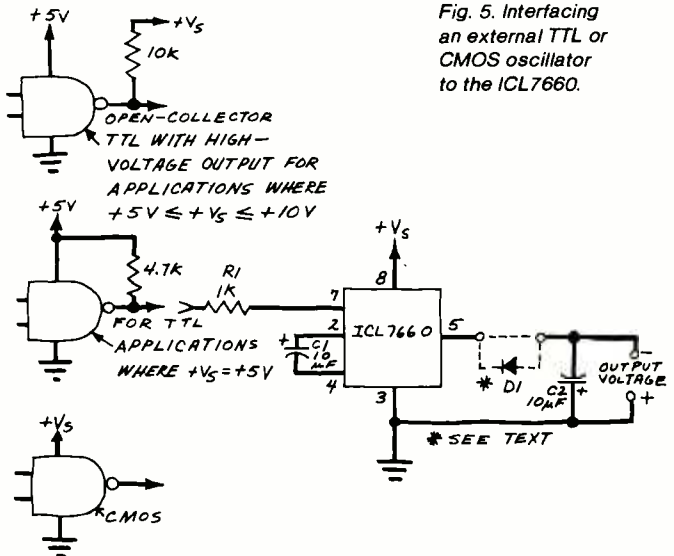 Fig. 5. Interfacing
an external TTL or
CMOS oscillator
to the ICL7660.
+5V
+Vs
10K
OPEN-COLLECTOR
TTL WITH HIGH-
VOLTAGE OUTPUT FOR
APPLICATIONS WHERE
+5V ≤ +Vs ≤ +10V
+5V
4.7K
R1
1K
FOR TTL
APPLICATIONS
WHERE +Vs = +5V
+Vs
8
7
2
ICL7660
5
+
C1
10
μF
4
3
* D1
C2
10μF
+
OUTPUT
VOLTAGE
-
+
* SEE TEXT
+Vs
CMOS